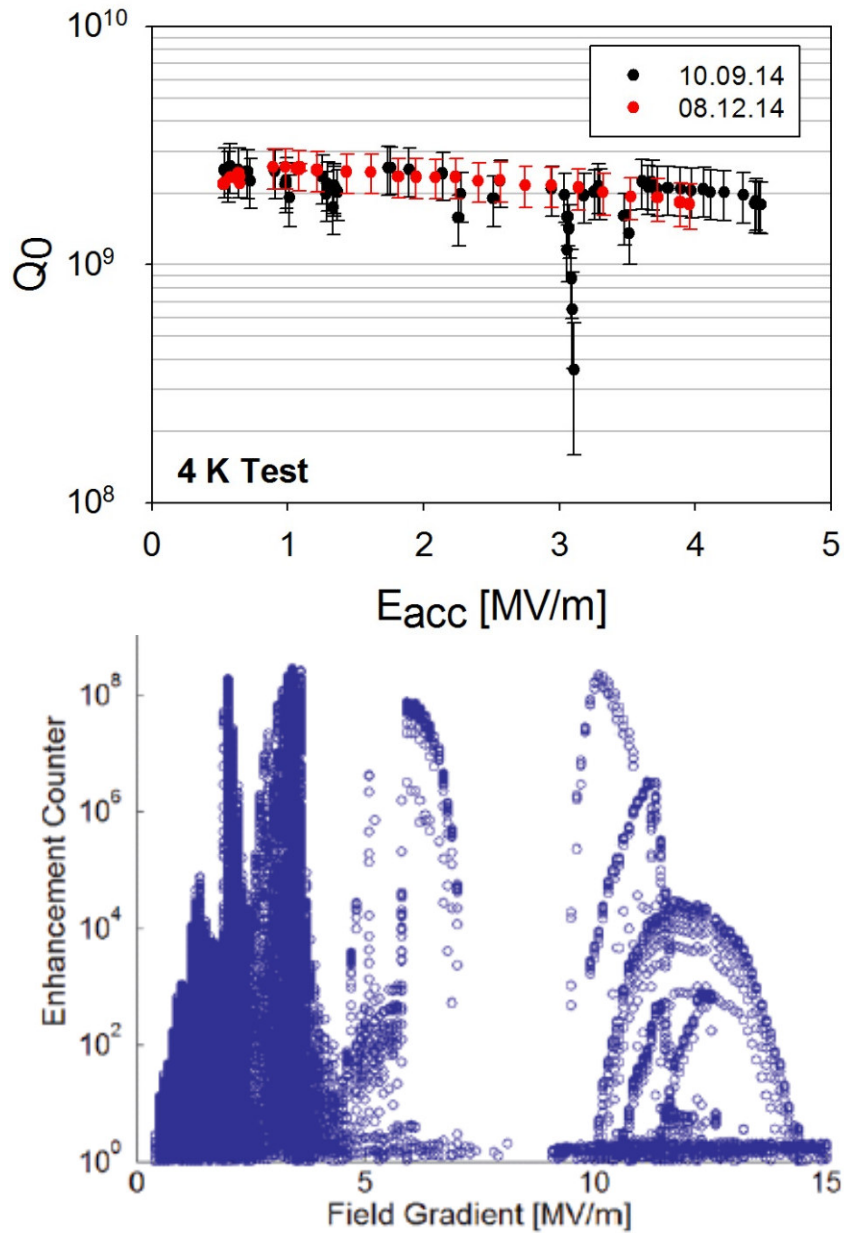 10¹⁰
10.09.14
08.12.14
Q0
10⁹
4 K Test
10⁸
0 1 2 3 4 5
Eacc [MV/m]
10⁸
10⁶
Enhancement Counter
10⁴
10²
10⁰
0 5 10 15
Field Gradient [MV/m]